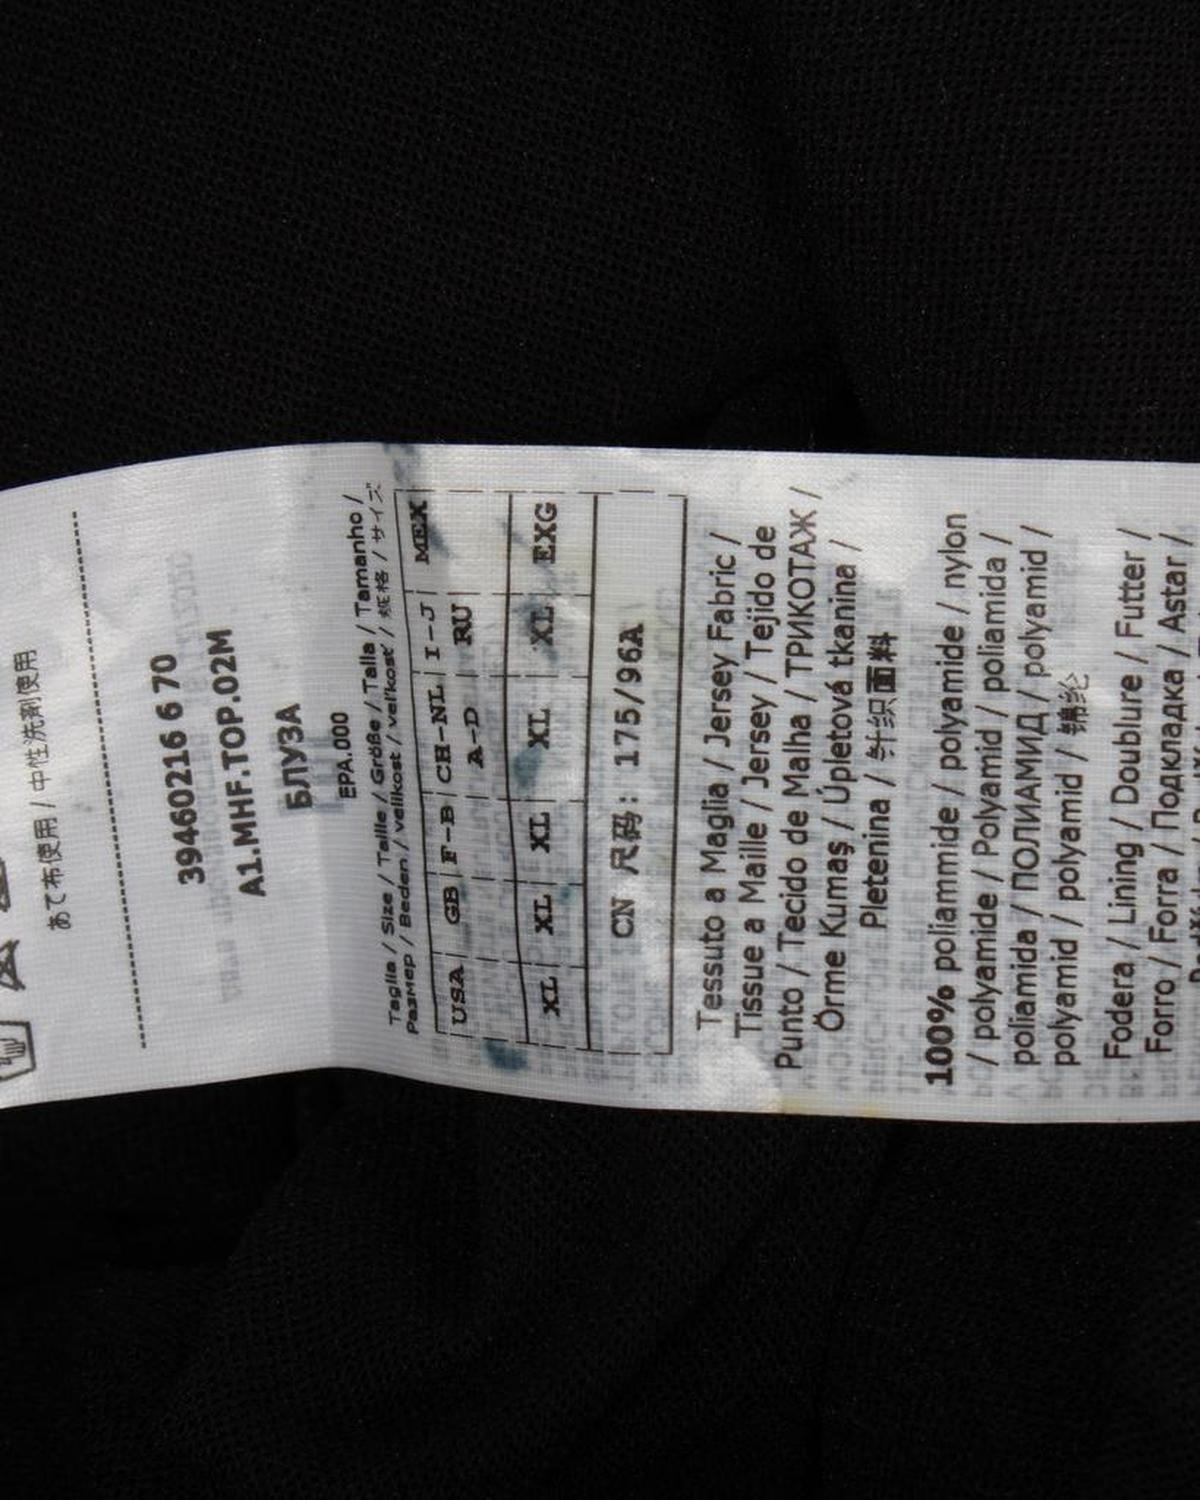 あて布使用 / 中性洗剤使用
39460216 6 70
A1.MHF.TOP.02M
БЛУЗА
EPA.000
Taglia / Size / Taille / Größe / Talla / Tamanho /
Размер / Beden / velikost / veľkosť / 规格 / サイズ
USA GB F-B CH-NL I-J MEX
A-D RU
XL XL XL XL XL EXG
CN 尺码: 175/96A
Tessuto a Maglia / Jersey Fabric /
Tissue a Maille / Jersey / Tejido de
Punto / Tecido de Malha / ТРИКОТАЖ /
Örme Kumaş / Úpletová tkanina /
Pletenina / 针织面料
100% poliammide / polyamide / nylon
/ polyamide / Polyamid / poliamida /
poliamida / ПОЛИАМИД / polyamid /
polyamid / polyamid / 锦纶
Fodera / Lining / Doublure / Futter /
Forro / Forra / Подкладка / Astar /